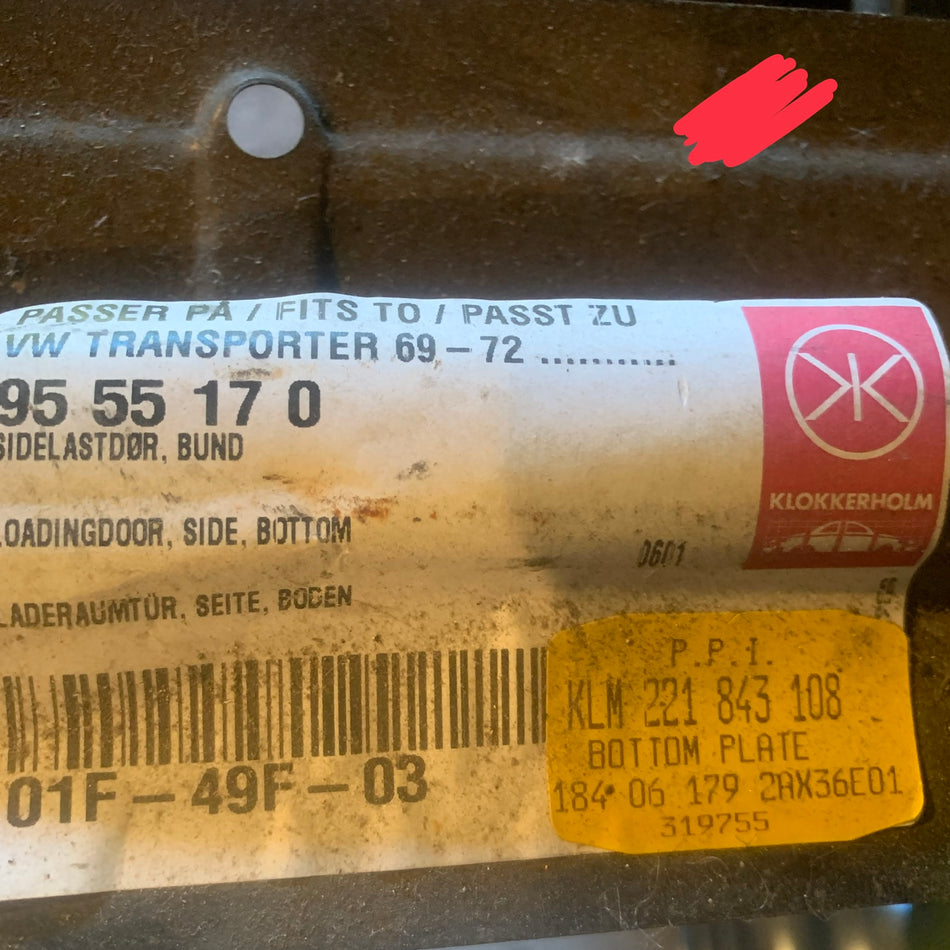 PASSER PÅ / FITS TO / PASST ZU
VW TRANSPORTER 69 – 72 ............
95 55 17 0
SIDELASTDØR, BUND
LOADINGDOOR, SIDE, BOTTOM
LADERAUMTÜR, SEITE, BODEN
0601
KLOKKERHOLM
01F – 49F – 03
P.P.I.
KLM 221 843 108
BOTTOM PLATE
184 06 179 2AX36E01
319755